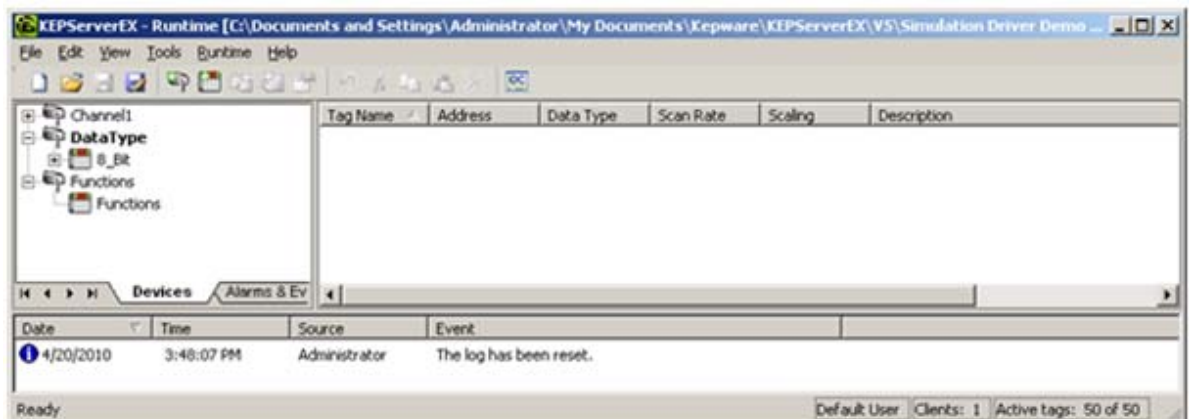 KEPServerEX - Runtime [C:\Documents and Settings\Administrator\My Documents\Kepware\KEPServerEX\V5\Simulation Driver Demo ...
File Edit View Tools Runtime Help
Channel1
DataType
8_Bit
Functions
Functions
Devices Alarms & Ev
Tag Name Address Data Type Scan Rate Scaling Description
Date Time Source Event
4/20/2010 3:48:07 PM Administrator The log has been reset.
Ready Default User Clients: 1 Active tags: 50 of 50